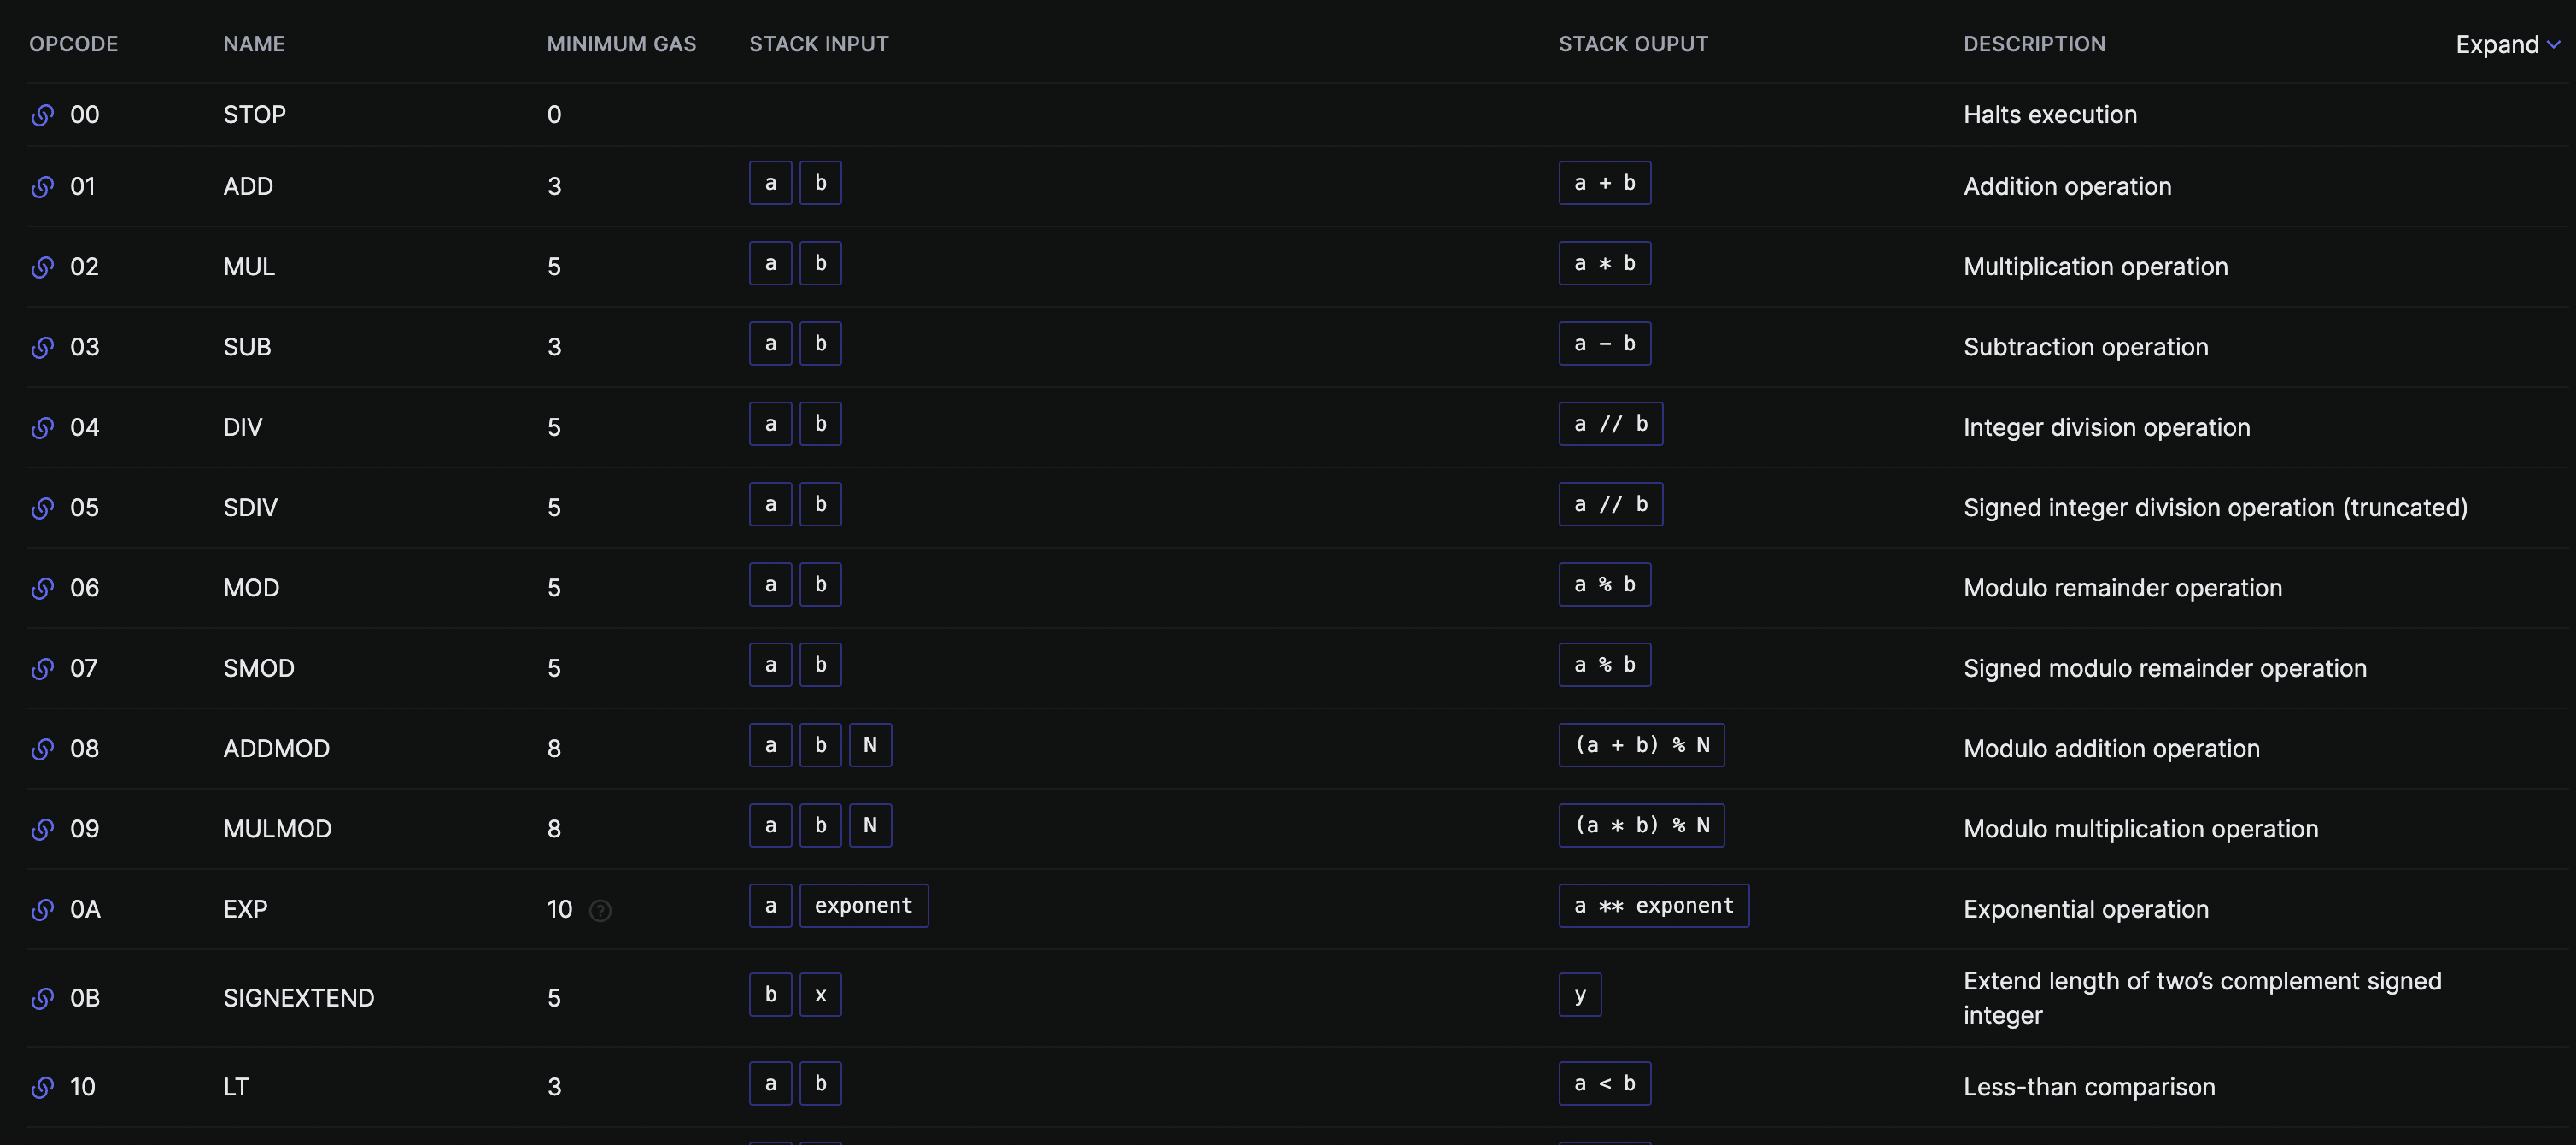 OPCODE NAME MINIMUM GAS STACK INPUT STACK OUPUT DESCRIPTION Expand
00 STOP 0 Halts execution
01 ADD 3 a b a + b Addition operation
02 MUL 5 a b a * b Multiplication operation
03 SUB 3 a b a - b Subtraction operation
04 DIV 5 a b a // b Integer division operation
05 SDIV 5 a b a // b Signed integer division operation (truncated)
06 MOD 5 a b a % b Modulo remainder operation
07 SMOD 5 a b a % b Signed modulo remainder operation
08 ADDMOD 8 a b N (a + b) % N Modulo addition operation
09 MULMOD 8 a b N (a * b) % N Modulo multiplication operation
0A EXP 10 ? a exponent a ** exponent Exponential operation
0B SIGNEXTEND 5 b x y Extend length of two’s complement signed
integer
10 LT 3 a b a < b Less-than comparison